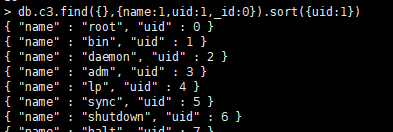 > db.c3.find({},{name:1,uid:1,_id:0}).sort({uid:1})
{ "name" : "root", "uid" : 0 }
{ "name" : "bin", "uid" : 1 }
{ "name" : "daemon", "uid" : 2 }
{ "name" : "adm", "uid" : 3 }
{ "name" : "lp", "uid" : 4 }
{ "name" : "sync", "uid" : 5 }
{ "name" : "shutdown", "uid" : 6 }
{ "name" : "halt", "uid" : 7 }